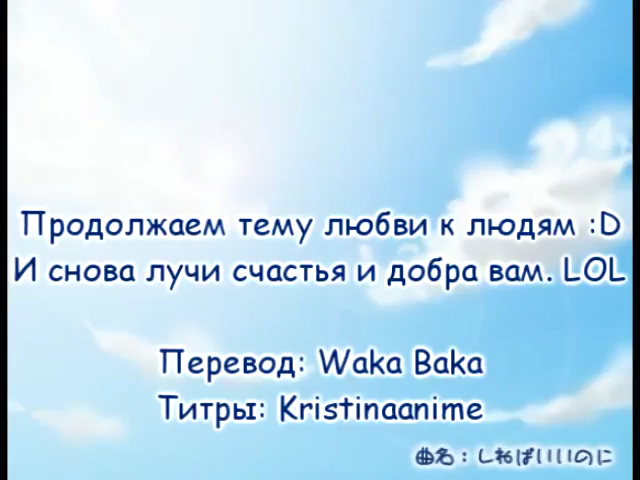 Продолжаем тему любви к людям :D
И снова лучи счастья и добра вам. LOL
Перевод: Waka Baka
Титры: Kristinaanime
曲名：しねばいいのに